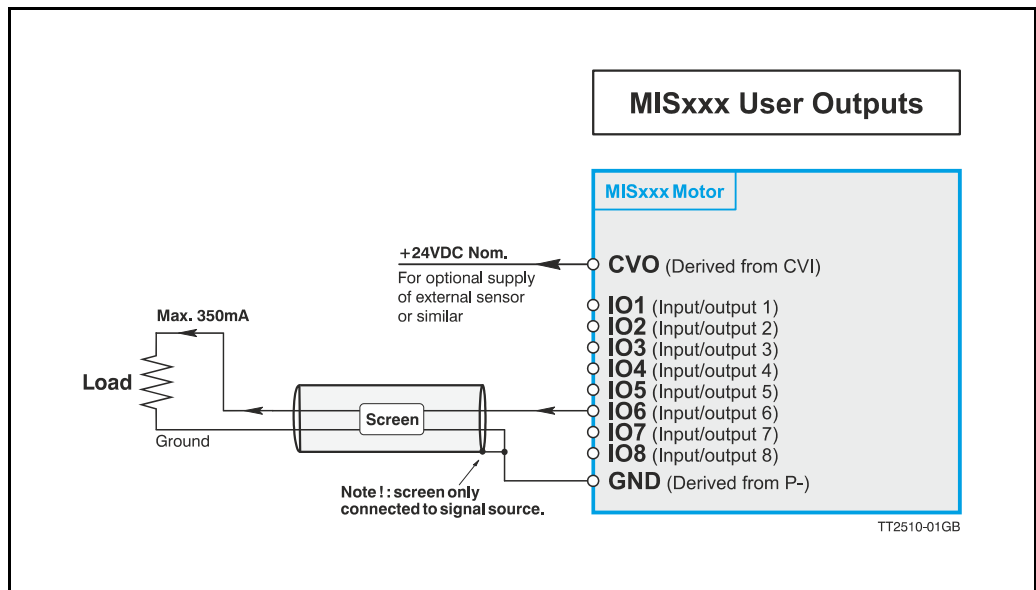 MISxxx User Outputs
MISxxx Motor
+24VDC Nom.
For optional supply
of external sensor
or similar
CVO (Derived from CVI)
IO1 (Input/output 1)
IO2 (Input/output 2)
IO3 (Input/output 3)
IO4 (Input/output 4)
IO5 (Input/output 5)
IO6 (Input/output 6)
IO7 (Input/output 7)
IO8 (Input/output 8)
GND (Derived from P-)
Max. 350mA
Load
Screen
Ground
Note!: screen only
connected to signal source.
TT2510-01GB